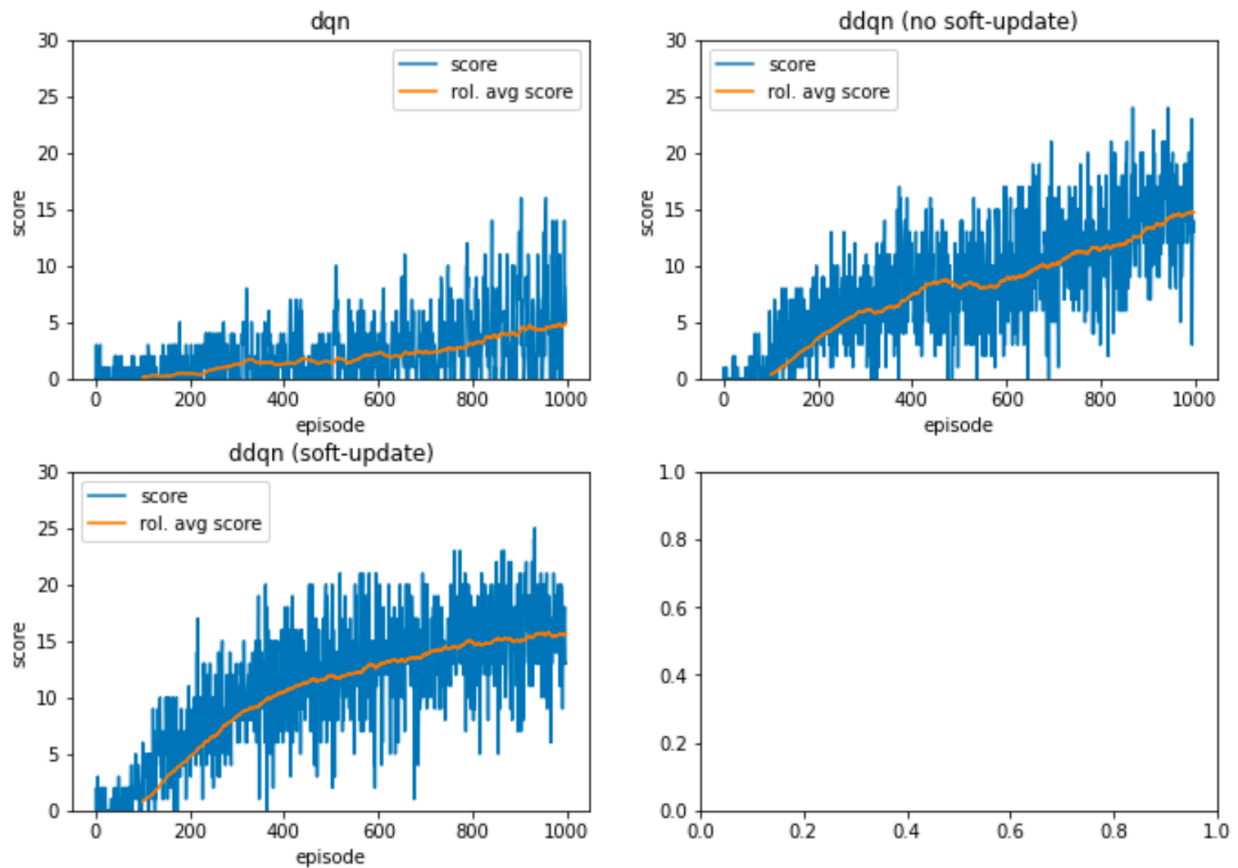 dqn
30
25
20
15
10
5
0
score
score
rol. avg score
0 200 400 600 800 1000
episode
ddqn (no soft-update)
30
25
20
15
10
5
0
score
score
rol. avg score
0 200 400 600 800 1000
episode
ddqn (soft-update)
30
25
20
15
10
5
0
score
score
rol. avg score
0 200 400 600 800 1000
episode
1.0
0.8
0.6
0.4
0.2
0.0
0.0 0.2 0.4 0.6 0.8 1.0